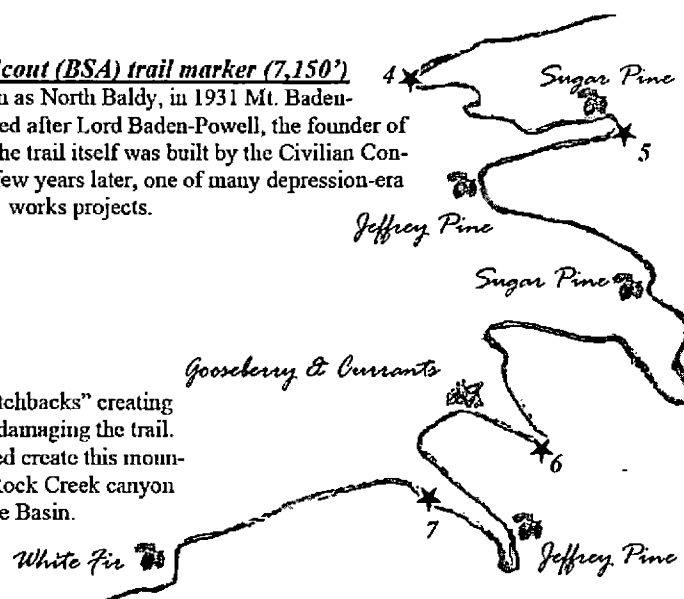 Scout (BSA) trail marker (7,150')
as North Baldy, in 1931 Mt. Baden-
after Lord Baden-Powell, the founder of
he trail itself was built by the Civilian Con-
few years later, one of many depression-era
works projects.
4
Sugar Pine
5
Jeffrey Pine
Sugar Pine
Gooseberry & Currants
tchbacks" creating
damaging the trail.
ed create this moun-
Rock Creek canyon
e Basin.
6
7
White Fir
Jeffrey Pine